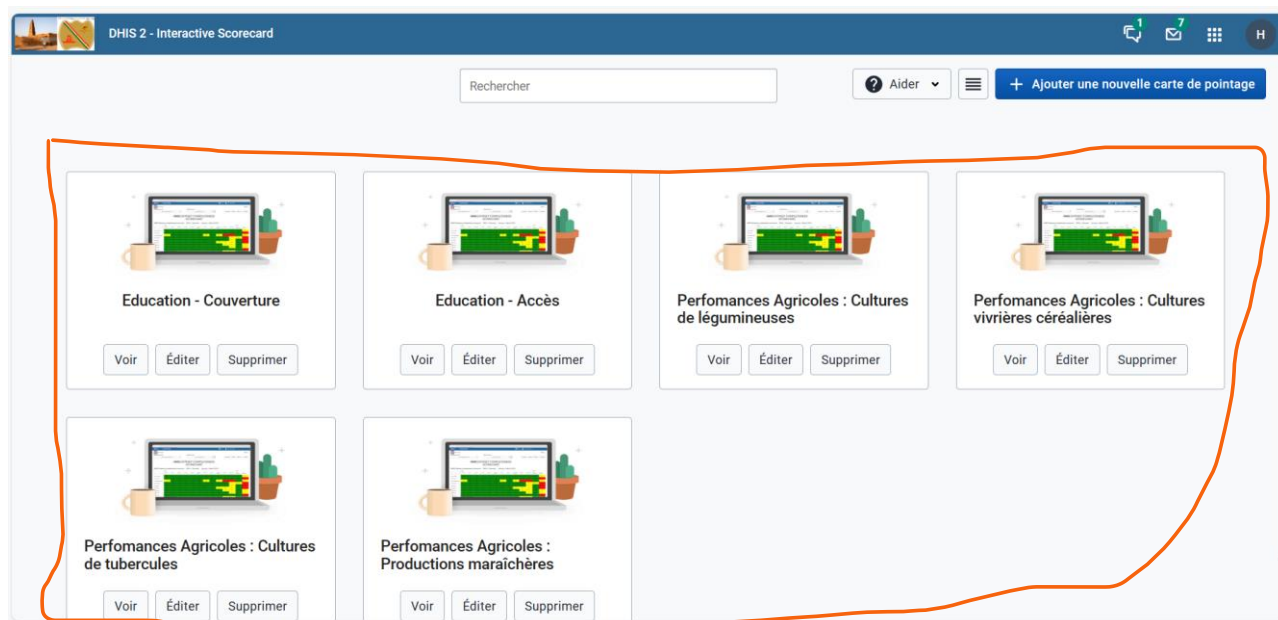 DHIS 2 - Interactive Scorecard
1
7
H
Rechercher
Aider
+ Ajouter une nouvelle carte de pointage
Education - Couverture
Voir Éditer Supprimer
Education - Accès
Voir Éditer Supprimer
Perfomances Agricoles : Cultures
de légumineuses
Voir Éditer Supprimer
Perfomances Agricoles : Cultures
vivrières céréalières
Voir Éditer Supprimer
Perfomances Agricoles : Cultures
de tubercules
Voir Éditer Supprimer
Perfomances Agricoles :
Productions maraîchères
Voir Éditer Supprimer